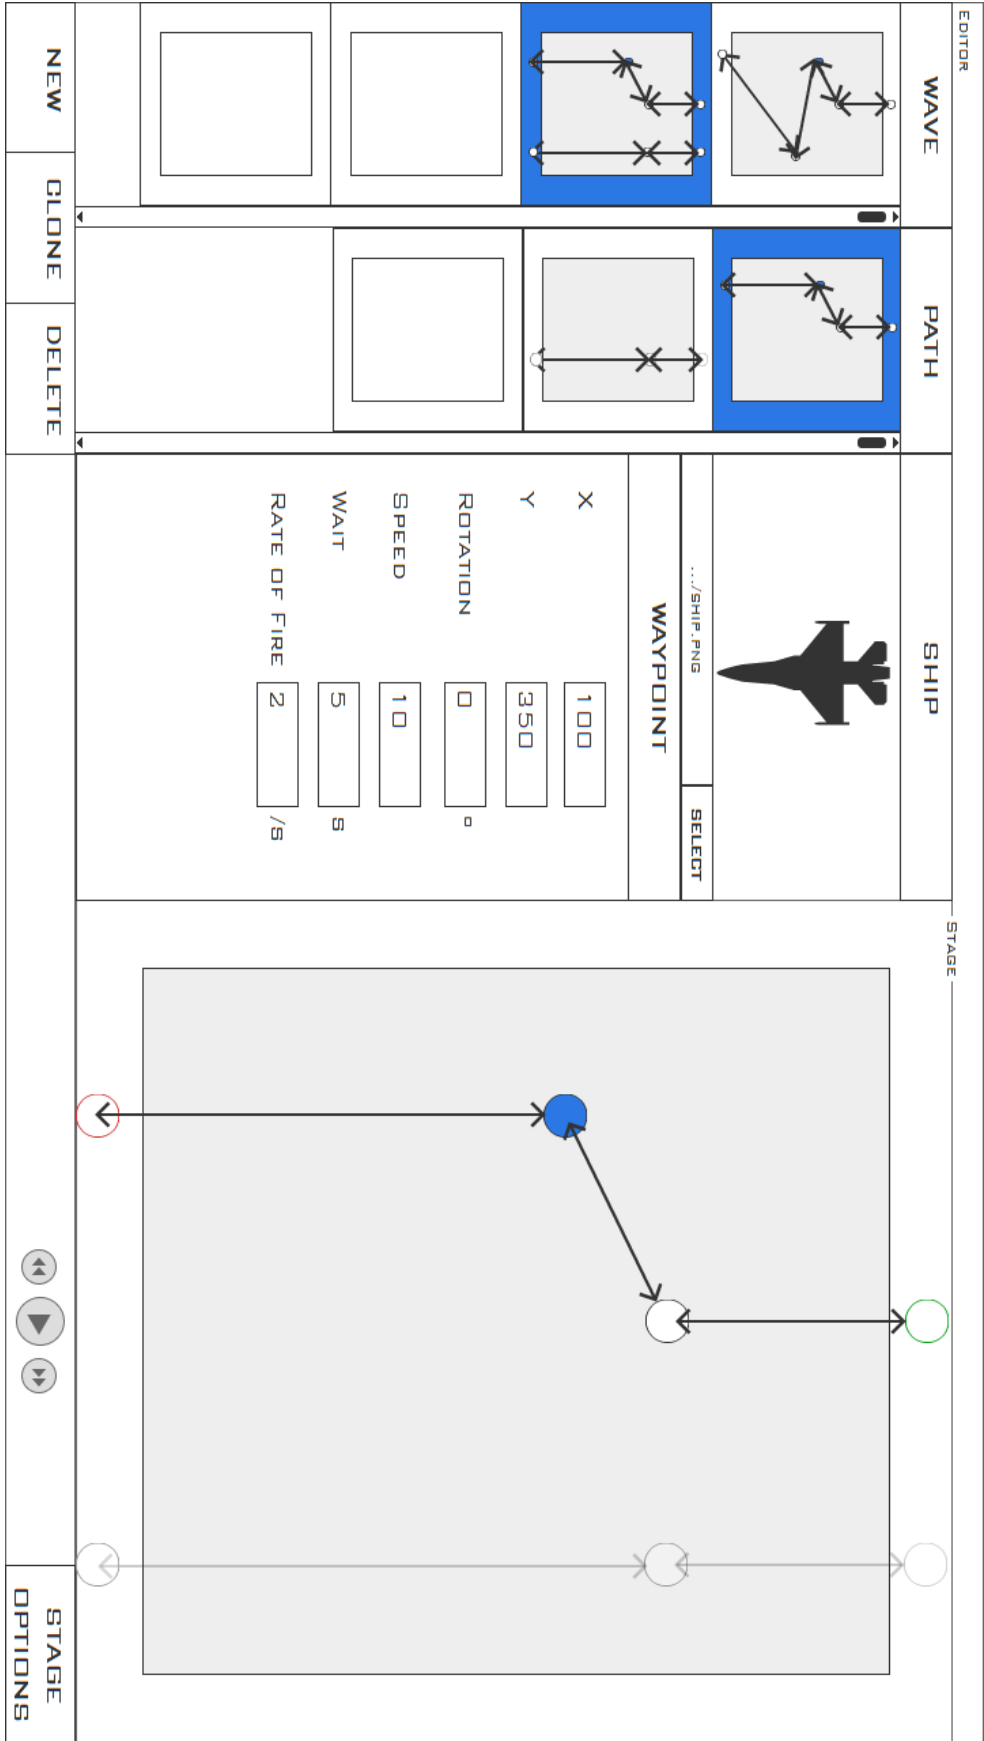 EDITOR
WAVE
PATH
SHIP
STAGE
.../SHIP.PNG
SELECT
WAYPOINT
X
100
Y
350
ROTATION
0
°
SPEED
10
WAIT
5
S
RATE OF FIRE
2
/S
NEW
CLONE
DELETE
STAGE
OPTIONS